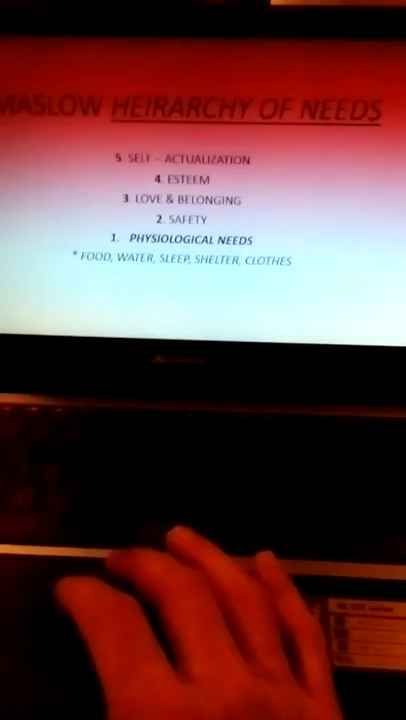 MASLOW HEIRARCHY OF NEEDS
5. SELF – ACTUALIZATION
4. ESTEEM
3. LOVE & BELONGING
2. SAFETY
1. PHYSIOLOGICAL NEEDS
* FOOD, WATER, SLEEP, SHELTER, CLOTHES